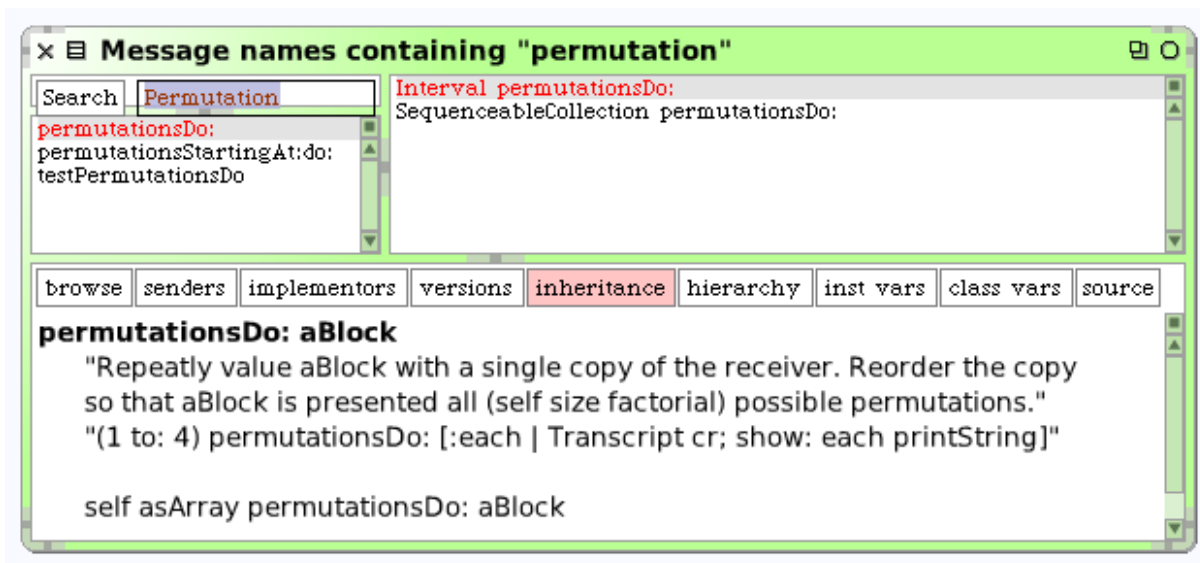 Message names containing "permutation"
Search Permutation
permutationsDo:
permutationsStartingAt:do:
testPermutationsDo
Interval permutationsDo:
SequenceableCollection permutationsDo:
browse senders implementors versions inheritance hierarchy inst vars class vars source
permutationsDo: aBlock
"Repeatly value aBlock with a single copy of the receiver. Reorder the copy
so that aBlock is presented all (self size factorial) possible permutations."
"(1 to: 4) permutationsDo: [:each | Transcript cr; show: each printString]"
self asArray permutationsDo: aBlock